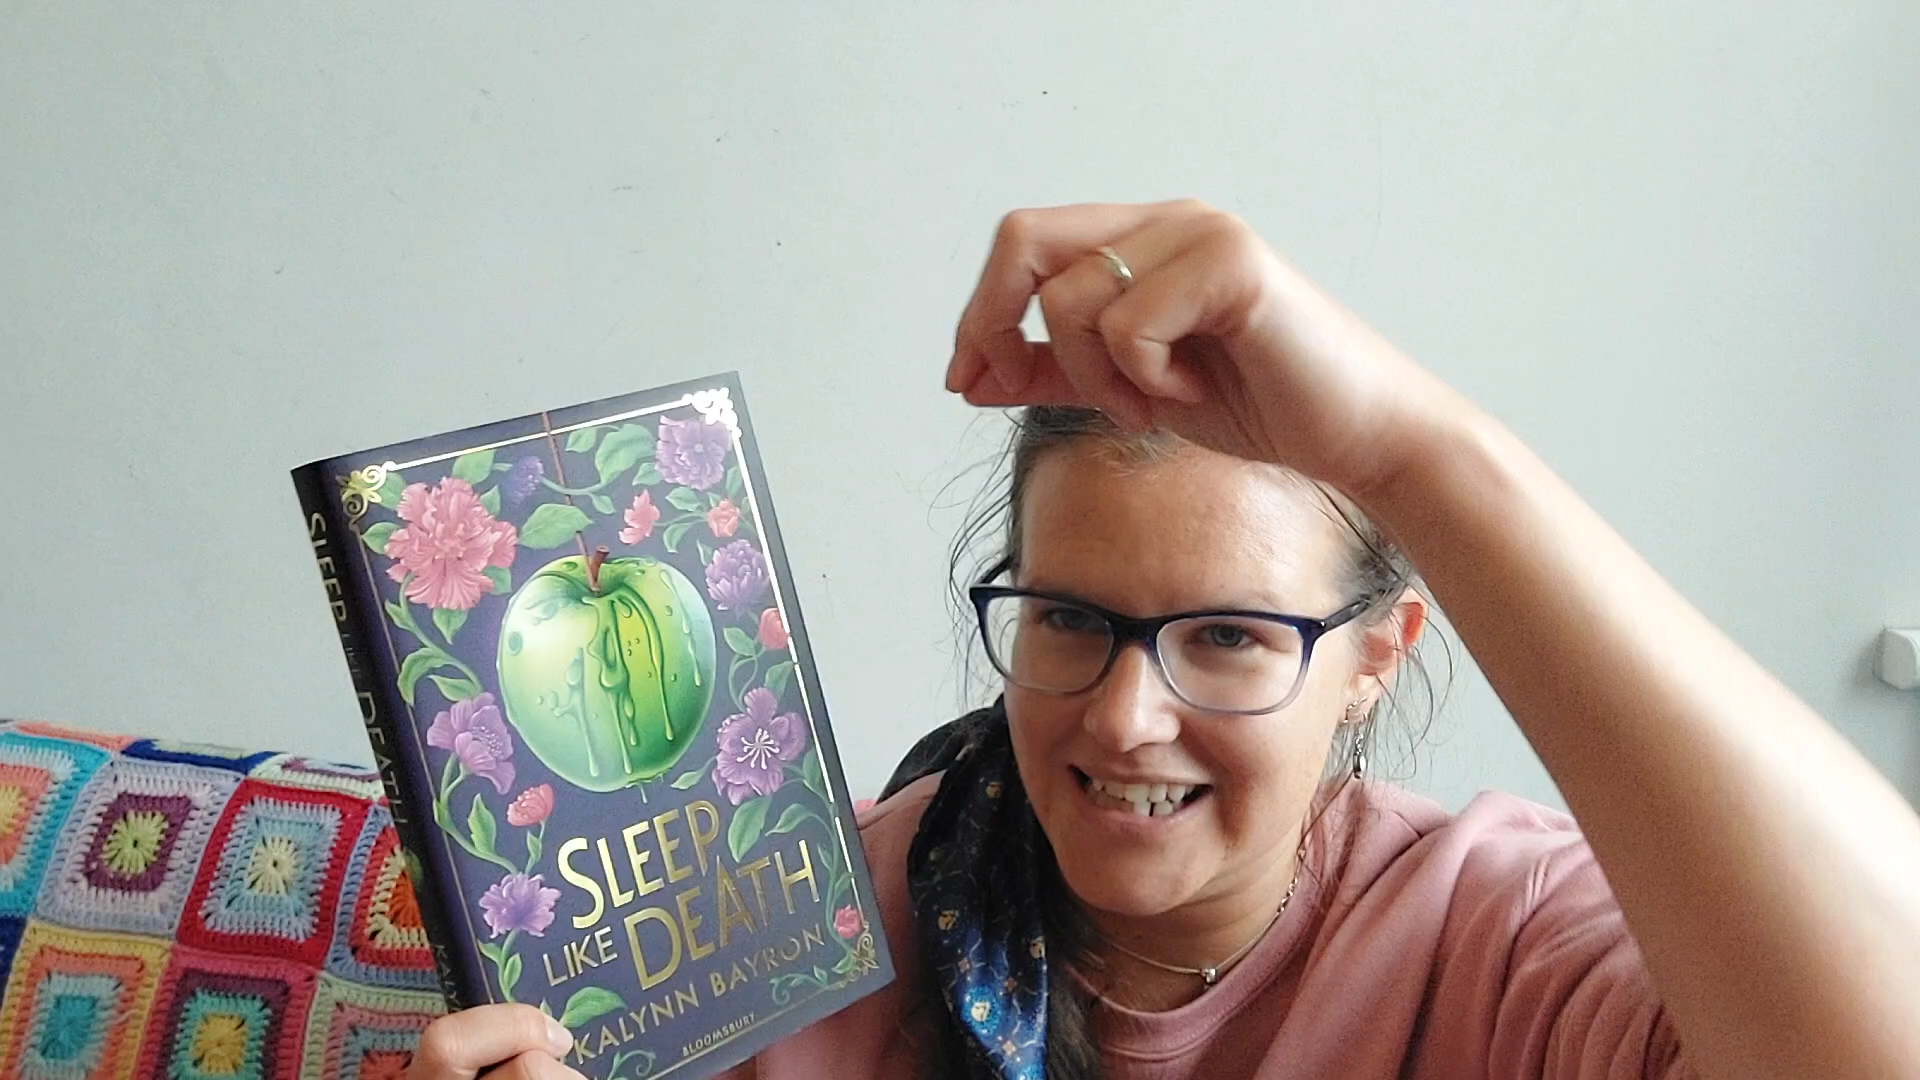 SLEEP
LIKE DEATH
KALYNN BAYRON
BLOOMSBURY
SLEEP LIKE DEATH